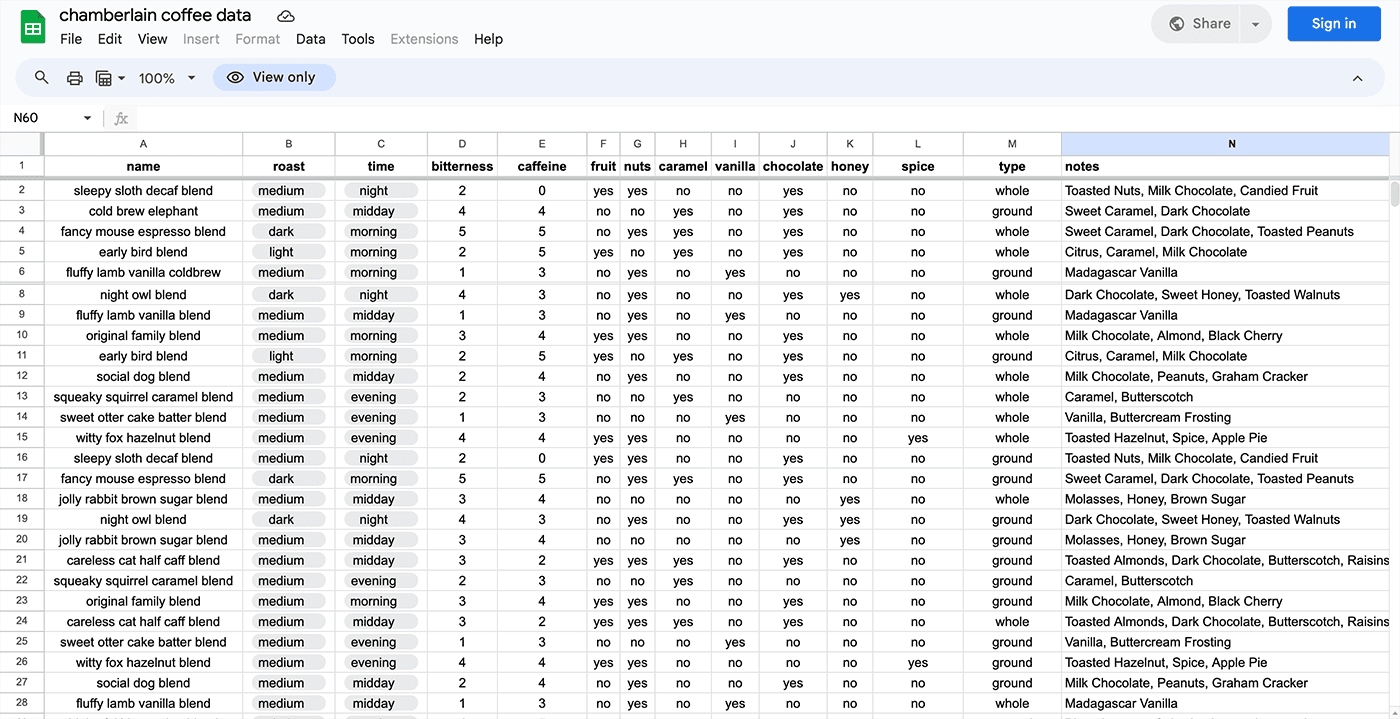 chamberlain coffee data
File Edit View Insert Format Data Tools Extensions Help
Share
Sign in
100% View only
N60 fx
A B C D E F G H I J K L M N
1 name roast time bitterness caffeine fruit nuts caramel vanilla chocolate honey spice type notes
2 sleepy sloth decaf blend medium night 2 0 yes yes no no yes no no whole Toasted Nuts, Milk Chocolate, Candied Fruit
3 cold brew elephant medium midday 4 4 no no yes no yes no no ground Sweet Caramel, Dark Chocolate
4 fancy mouse espresso blend dark morning 5 5 no yes yes no yes no no whole Sweet Caramel, Dark Chocolate, Toasted Peanuts
5 early bird blend light morning 2 5 yes no yes no yes no no whole Citrus, Caramel, Milk Chocolate
6 fluffy lamb vanilla coldbrew medium morning 1 3 no yes no yes no no no ground Madagascar Vanilla
8 night owl blend dark night 4 3 no yes no no yes yes no whole Dark Chocolate, Sweet Honey, Toasted Walnuts
9 fluffy lamb vanilla blend medium midday 1 3 no yes no yes no no no ground Madagascar Vanilla
10 original family blend medium morning 3 4 yes yes no no yes no no whole Milk Chocolate, Almond, Black Cherry
11 early bird blend light morning 2 5 yes no yes no yes no no ground Citrus, Caramel, Milk Chocolate
12 social dog blend medium midday 2 4 no yes no no yes no no whole Milk Chocolate, Peanuts, Graham Cracker
13 squeaky squirrel caramel blend medium evening 2 3 no no yes no no no no whole Caramel, Butterscotch
14 sweet otter cake batter blend medium evening 1 3 no no no yes no no no whole Vanilla, Buttercream Frosting
15 witty fox hazelnut blend medium evening 4 4 yes yes no no no no yes whole Toasted Hazelnut, Spice, Apple Pie
16 sleepy sloth decaf blend medium night 2 0 yes yes no no yes no no ground Toasted Nuts, Milk Chocolate, Candied Fruit
17 fancy mouse espresso blend dark morning 5 5 no yes yes no yes no no ground Sweet Caramel, Dark Chocolate, Toasted Peanuts
18 jolly rabbit brown sugar blend medium midday 3 4 no no no no no yes no whole Molasses, Honey, Brown Sugar
19 night owl blend dark night 4 3 no yes no no yes yes no ground Dark Chocolate, Sweet Honey, Toasted Walnuts
20 jolly rabbit brown sugar blend medium midday 3 4 no no no no no yes no ground Molasses, Honey, Brown Sugar
21 careless cat half caff blend medium midday 3 2 yes yes yes no yes no no ground Toasted Almonds, Dark Chocolate, Butterscotch, Raisins
22 squeaky squirrel caramel blend medium evening 2 3 no no yes no no no no ground Caramel, Butterscotch
23 original family blend medium morning 3 4 yes yes no no yes no no ground Milk Chocolate, Almond, Black Cherry
24 careless cat half caff blend medium midday 3 2 yes yes yes no yes no no whole Toasted Almonds, Dark Chocolate, Butterscotch, Raisins
25 sweet otter cake batter blend medium evening 1 3 no no no yes no no no ground Vanilla, Buttercream Frosting
26 witty fox hazelnut blend medium evening 4 4 yes yes no no no no yes ground Toasted Hazelnut, Spice, Apple Pie
27 social dog blend medium midday 2 4 no yes no no yes no no ground Milk Chocolate, Peanuts, Graham Cracker
28 fluffy lamb vanilla blend medium midday 1 3 no yes no yes no no no whole Madagascar Vanilla